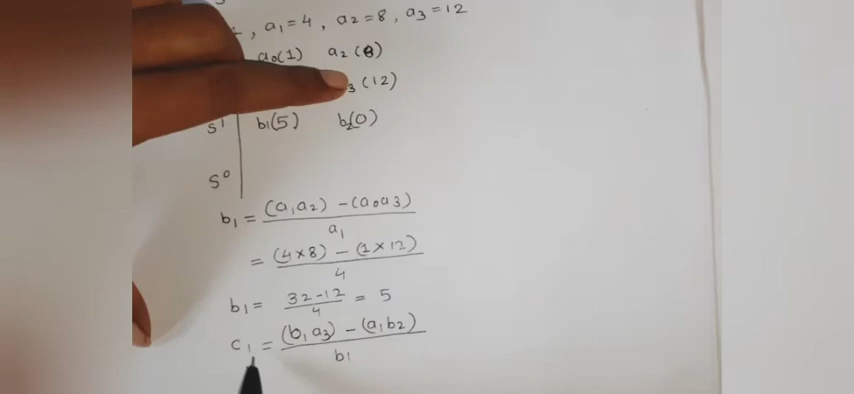 , a₁ = 4 , a₂ = 8 , a₃ = 12
a₀(1) a₂(8)
₃(12)
s¹ b₁(5) b₂(0)
s⁰
b₁ = (a₁a₂) - (a₀a₃) / a₁
= (4×8) - (1×12) / 4
b₁ = 32-12 / 4 = 5
c₁ = (b₁a₃) - (a₁b₂) / b₁